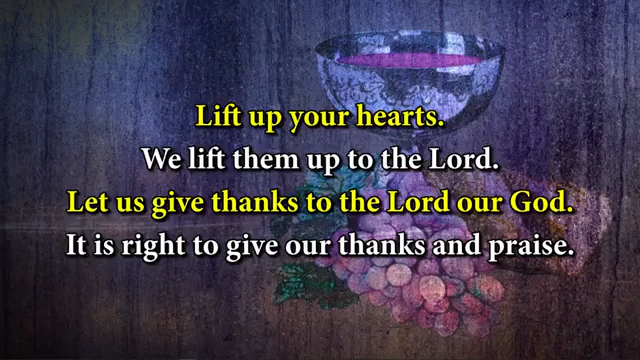 Lift up your hearts.
We lift them up to the Lord.
Let us give thanks to the Lord our God.
It is right to give our thanks and praise.